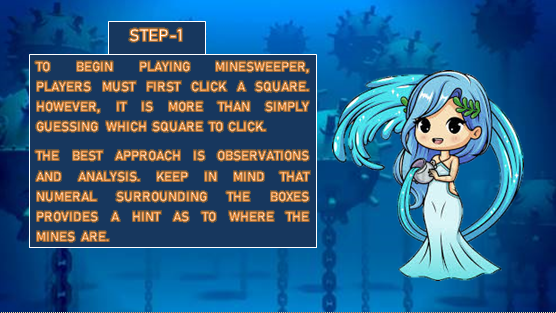 STEP-1
TO BEGIN PLAYING MINESWEEPER,
PLAYERS MUST FIRST CLICK A SQUARE.
HOWEVER, IT IS MORE THAN SIMPLY
GUESSING WHICH SQUARE TO CLICK.
THE BEST APPROACH IS OBSERVATIONS
AND ANALYSIS. KEEP IN MIND THAT
NUMERAL SURROUNDING THE BOXES
PROVIDES A HINT AS TO WHERE THE
MINES ARE.